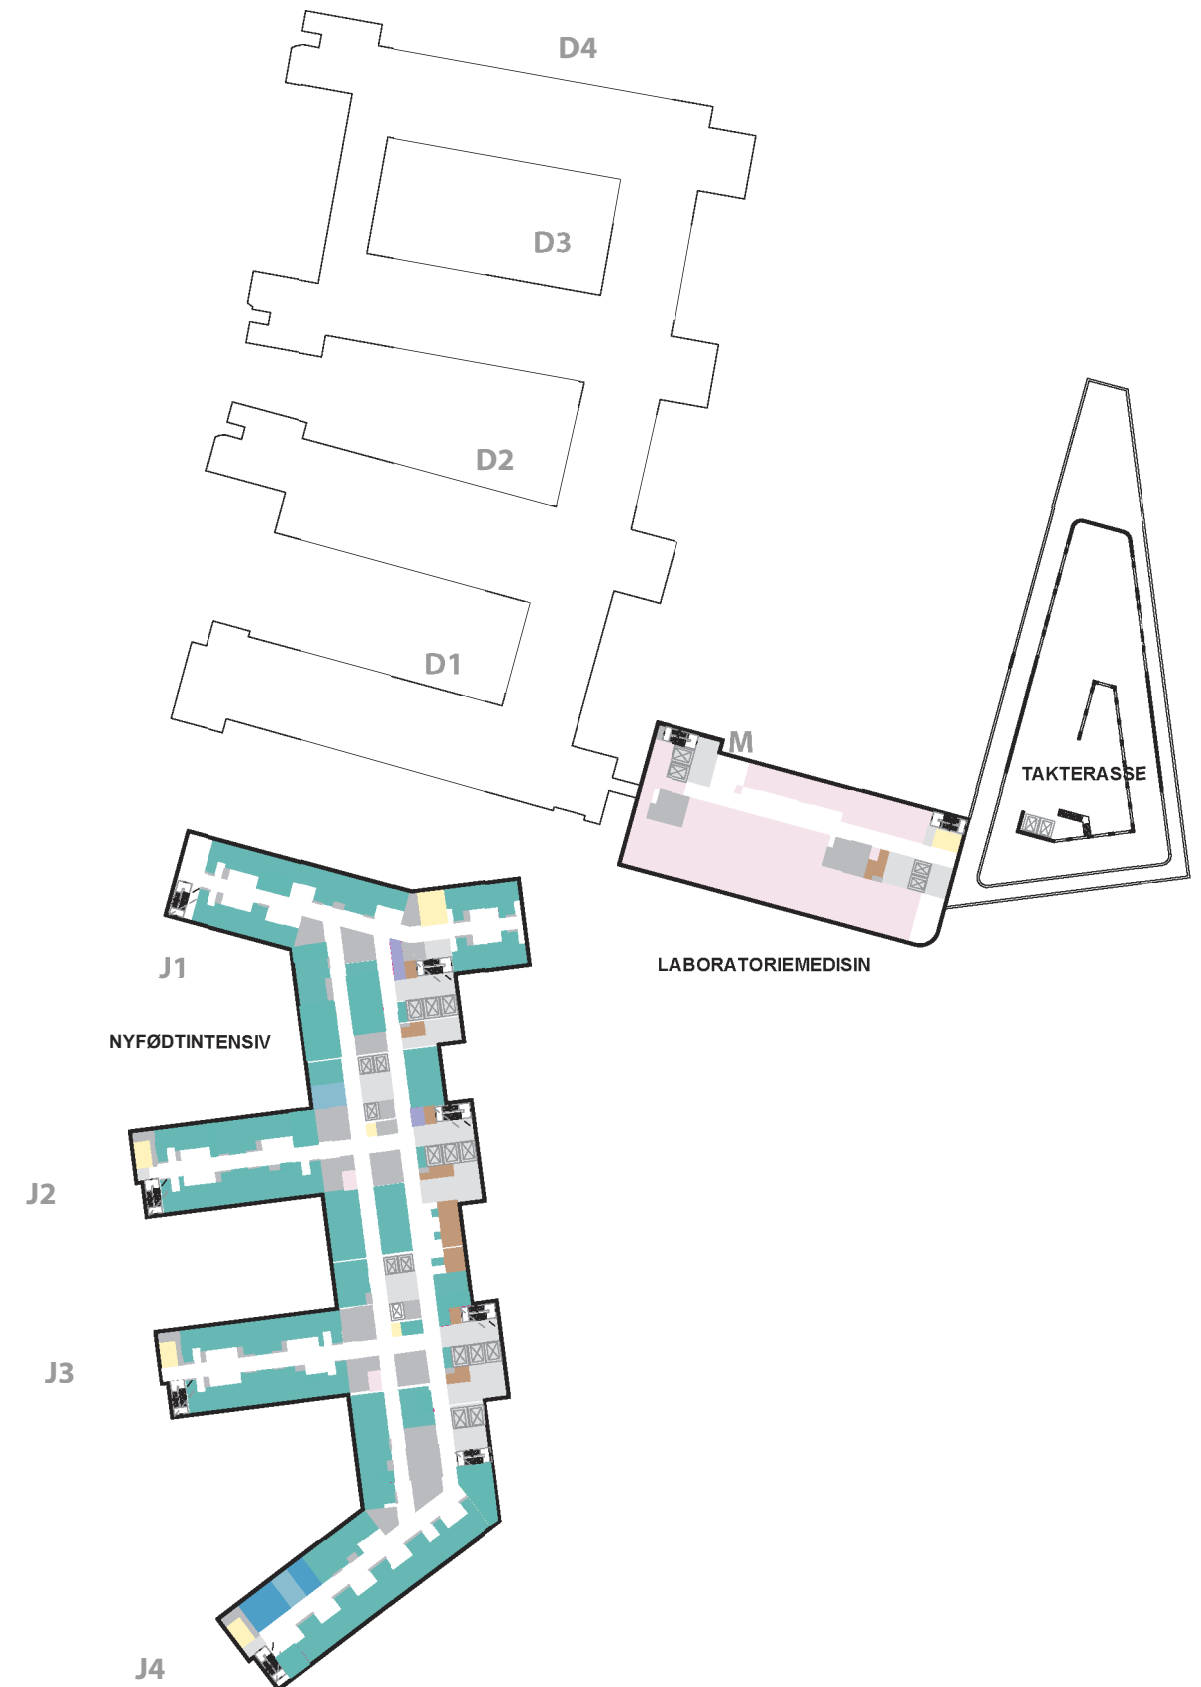 D4
D3
D2
D1
M
TAKTERASSE
LABORATORIEMEDISIN
J1
NYFØDTINTENSIV
J2
J3
J4